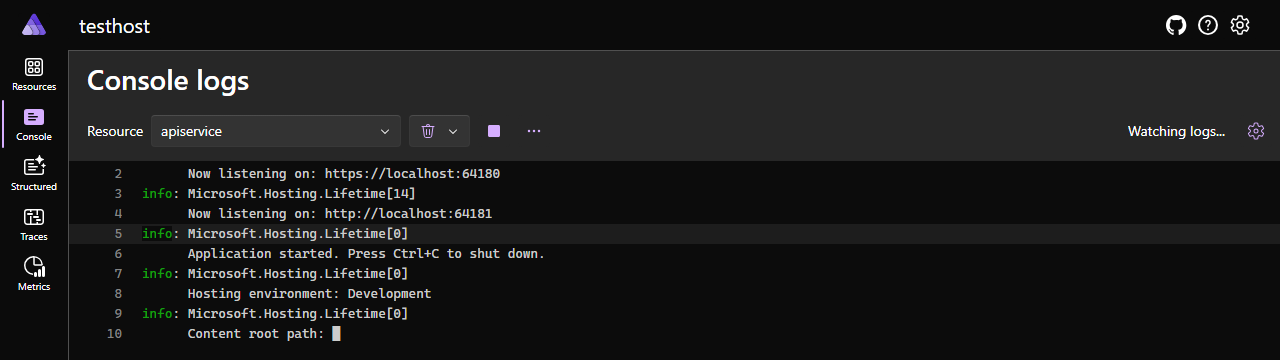 testhost
Resources
Console
Structured
Traces
Metrics
Console logs
Resource apiservice Watching logs...
2 Now listening on: https://localhost:64180
3 info: Microsoft.Hosting.Lifetime[14]
4 Now listening on: http://localhost:64181
5 info: Microsoft.Hosting.Lifetime[0]
6 Application started. Press Ctrl+C to shut down.
7 info: Microsoft.Hosting.Lifetime[0]
8 Hosting environment: Development
9 info: Microsoft.Hosting.Lifetime[0]
10 Content root path: